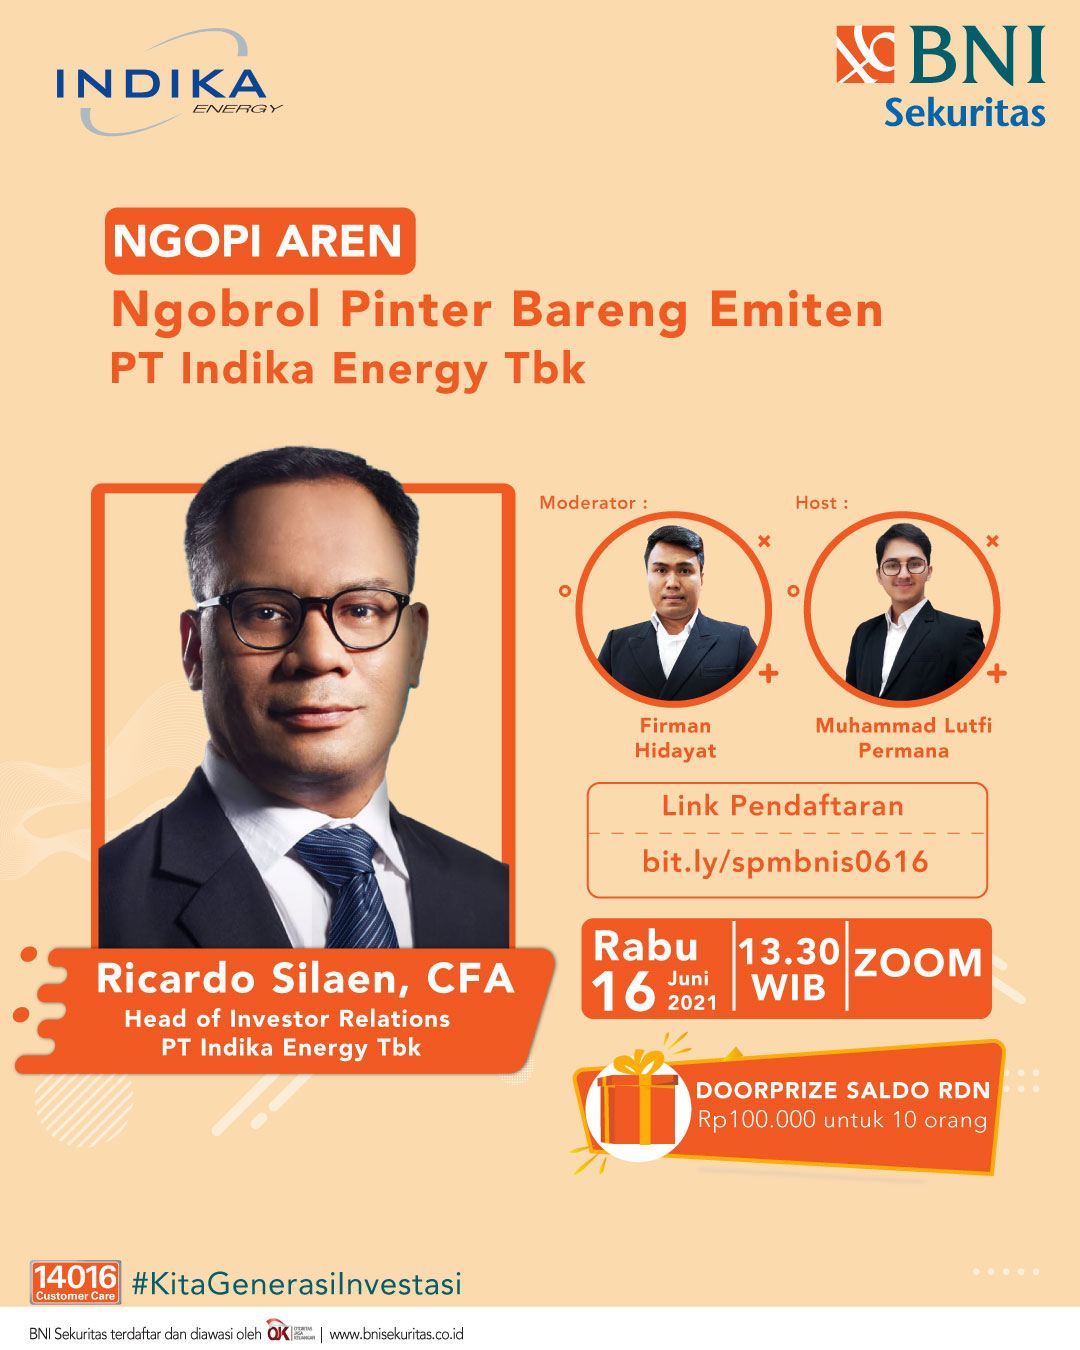 INDIKA
ENERGY
BNI
Sekuritas
NGOPI AREN
Ngobrol Pinter Bareng Emiten
PT Indika Energy Tbk
Moderator :
Host :
Firman
Hidayat
Muhammad Lutfi
Permana
Link Pendaftaran
bit.ly/spmbnis0616
Ricardo Silaen, CFA
Head of Investor Relations
PT Indika Energy Tbk
Rabu
16 Juni
2021
13.30
WIB
ZOOM
DOORPRIZE SALDO RDN
Rp100.000 untuk 10 orang
14016
Customer Care
#KitaGenerasiInvestasi
BNI Sekuritas terdaftar dan diawasi oleh OJK OTORITAS JASA KEUANGAN | www.bnisekuritas.co.id